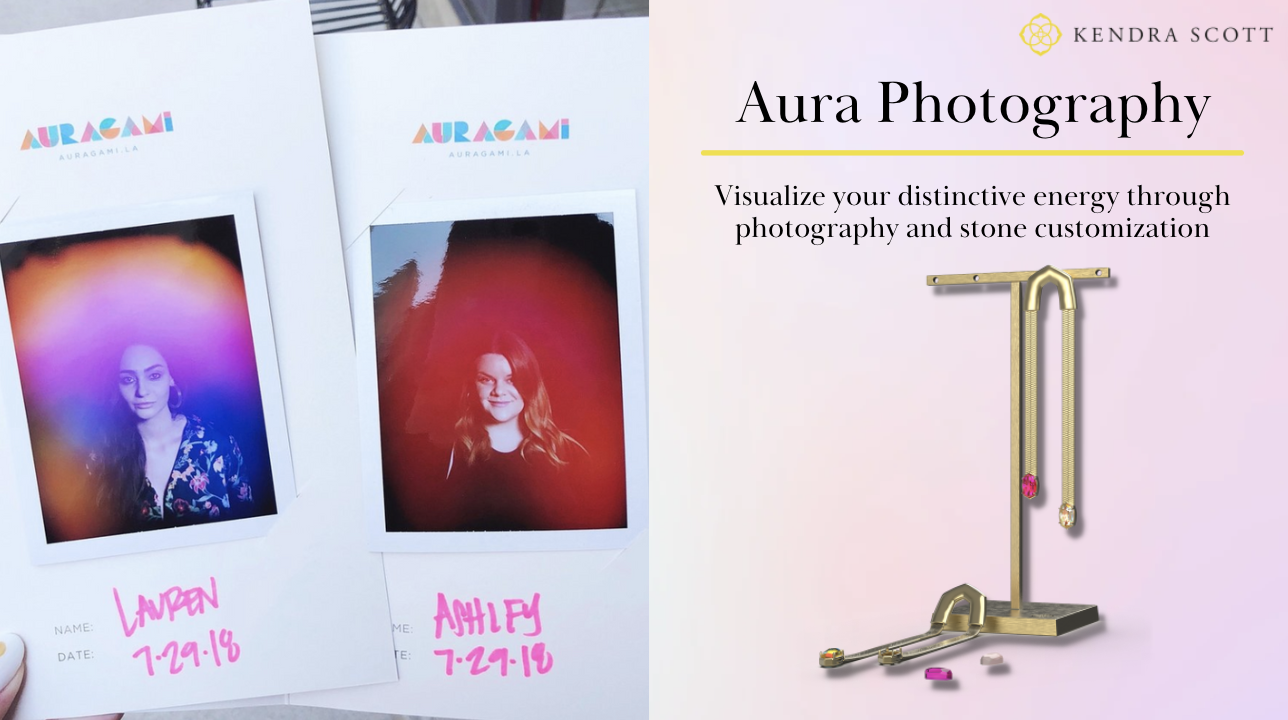 AURAGAMI
AURAGAMI.LA
NAME: LAUREN
DATE: 7·29·18
AURAGAMI
AURAGAMI.LA
ME: ASHLEY
TE: 7·29·18
KENDRA SCOTT
Aura Photography
Visualize your distinctive energy through
photography and stone customization